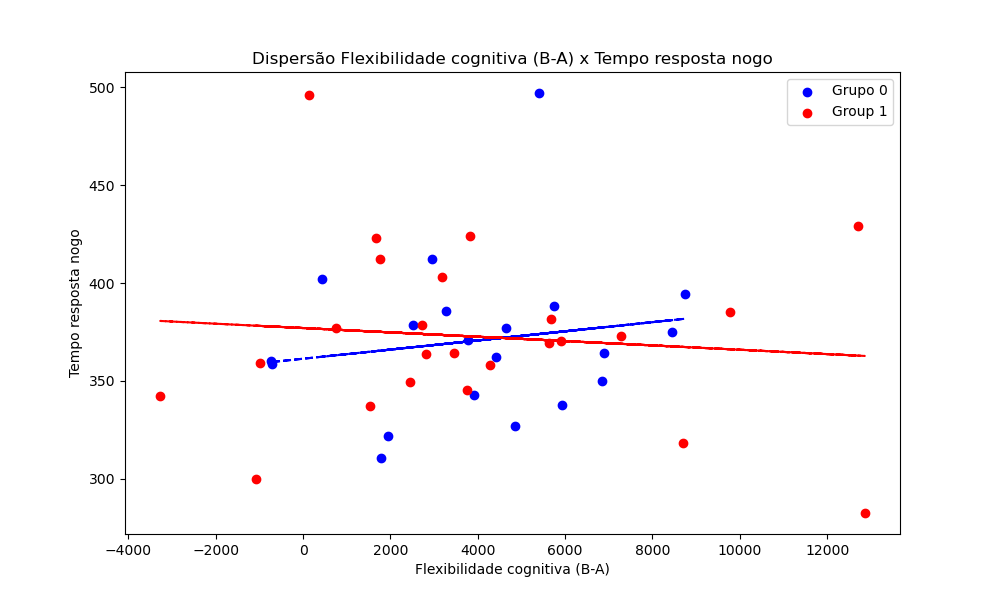 Dispersão Flexibilidade cognitiva (B-A) x Tempo resposta nogo
Grupo 0
Group 1
500
450
400
350
300
Tempo resposta nogo
−4000 −2000 0 2000 4000 6000 8000 10000 12000
Flexibilidade cognitiva (B-A)